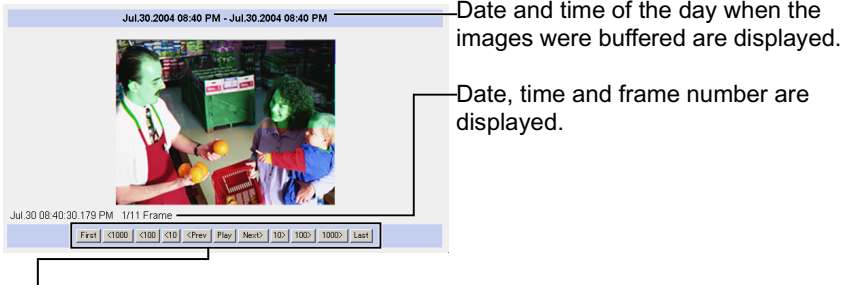 Jul.30.2004 08:40 PM - Jul.30.2004 08:40 PM
Date and time of the day when the
images were buffered are displayed.
Date, time and frame number are
displayed.
Jul.30 08:40:30.179 PM 1/11 Frame
First <1000 <100 <10 <Prev Play Next> 10> 100> 1000> Last